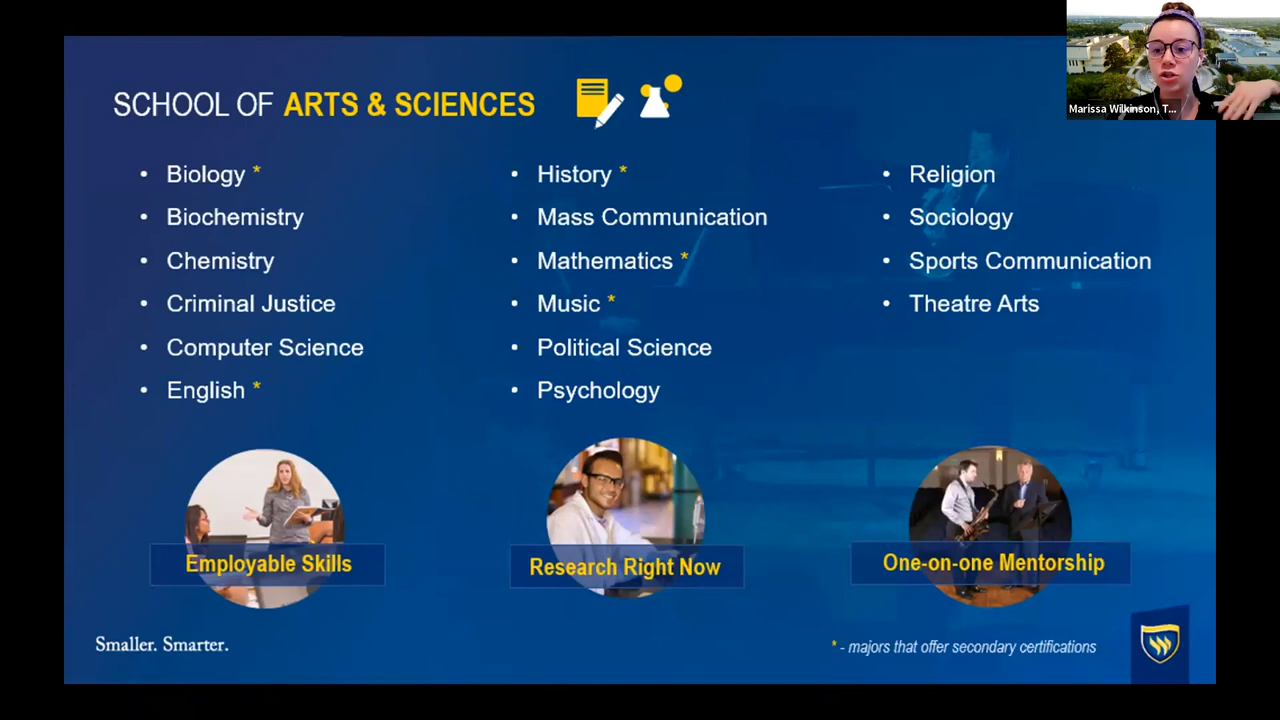 SCHOOL OF ARTS & SCIENCES
Marissa Wilkinson, T...
• Biology *
• Biochemistry
• Chemistry
• Criminal Justice
• Computer Science
• English *
• History *
• Mass Communication
• Mathematics *
• Music *
• Political Science
• Psychology
• Religion
• Sociology
• Sports Communication
• Theatre Arts
Employable Skills
Research Right Now
One-on-one Mentorship
Smaller. Smarter.
* - majors that offer secondary certifications